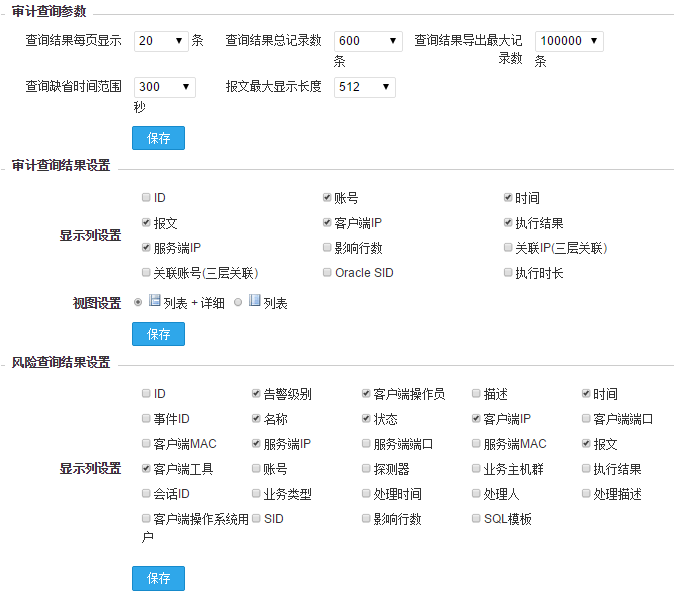 审计查询参数
查询结果每页显示 20 条 查询结果总记录数 600 条 查询结果导出最大记录数 100000 条
查询缺省时间范围 300 秒 报文最大显示长度 512
保存
审计查询结果设置
显示列设置
ID 账号 时间
报文 客户端IP 执行结果
服务端IP 影响行数 关联IP(三层关联)
关联账号(三层关联) Oracle SID 执行时长
视图设置 列表 + 详细 列表
保存
风险查询结果设置
显示列设置
ID 告警级别 客户端操作员 描述 时间
事件ID 名称 状态 客户端IP 客户端端口
客户端MAC 服务端IP 服务端端口 服务端MAC 报文
客户端工具 账号 探测器 业务主机群 执行结果
会话ID 业务类型 处理时间 处理人 处理描述
客户端操作系统用户 SID 影响行数 SQL模板
保存